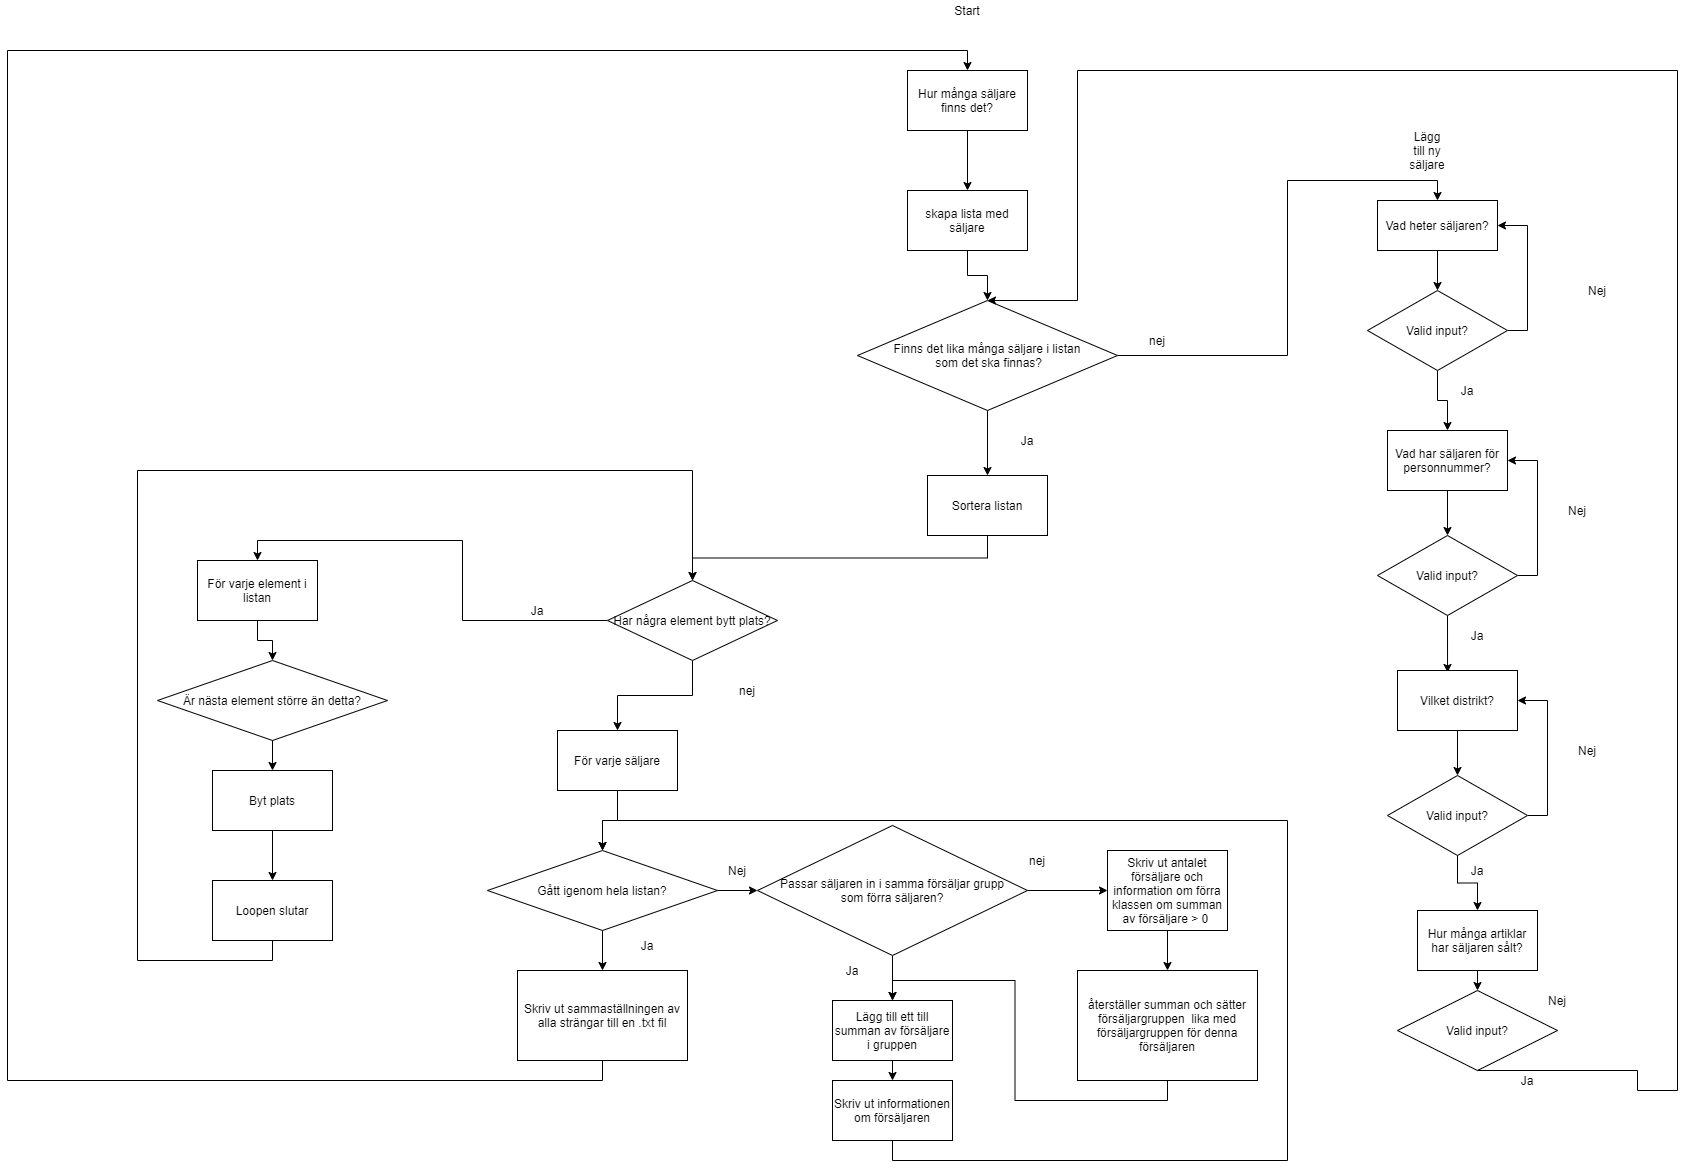 Start
Hur många säljare
finns det?
skapa lista med
säljare
Finns det lika många säljare i listan
som det ska finnas?
nej
Ja
Sortera listan
Lägg
till ny
säljare
Vad heter säljaren?
Valid input?
Nej
Ja
Vad har säljaren för
personnummer?
Valid input?
Nej
Ja
Vilket distrikt?
Valid input?
Nej
Ja
Hur många artiklar
har säljaren sålt?
Valid input?
Nej
Ja
Har några element bytt plats?
Ja
nej
För varje element i
listan
Är nästa element större än detta?
Byt plats
Loopen slutar
För varje säljare
Gått igenom hela listan?
Nej
Ja
Skriv ut sammaställningen av
alla strängar till en .txt fil
Passar säljaren in i samma försäljar grupp
som förra säljaren?
nej
Ja
Skriv ut antalet
försäljare och
information om förra
klassen om summan
av försäljare > 0
återställer summan och sätter
försäljargruppen lika med
försäljargruppen för denna
försäljaren
Lägg till ett till
summan av försäljare
i gruppen
Skriv ut informationen
om försäljaren